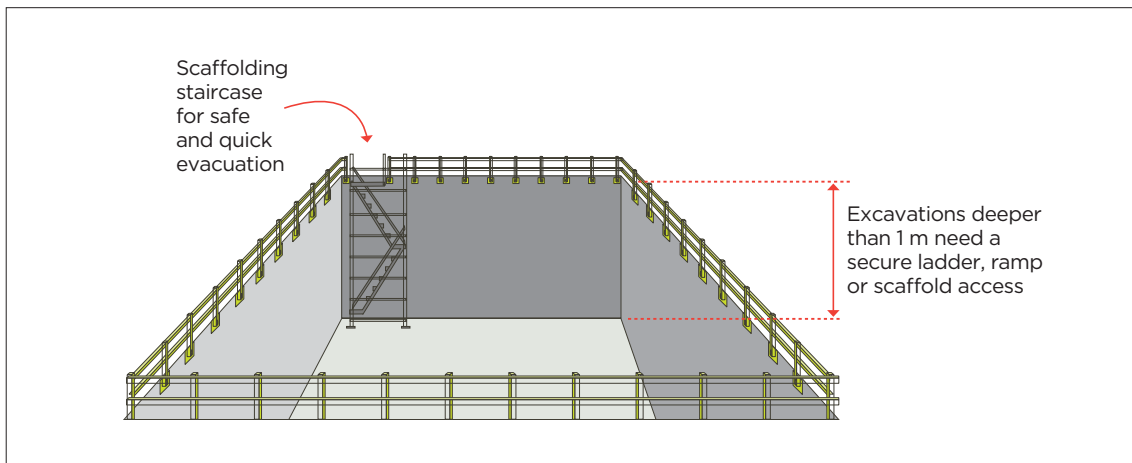 Scaffolding
staircase
for safe
and quick
evacuation
Excavations deeper
than 1 m need a
secure ladder, ramp
or scaffold access